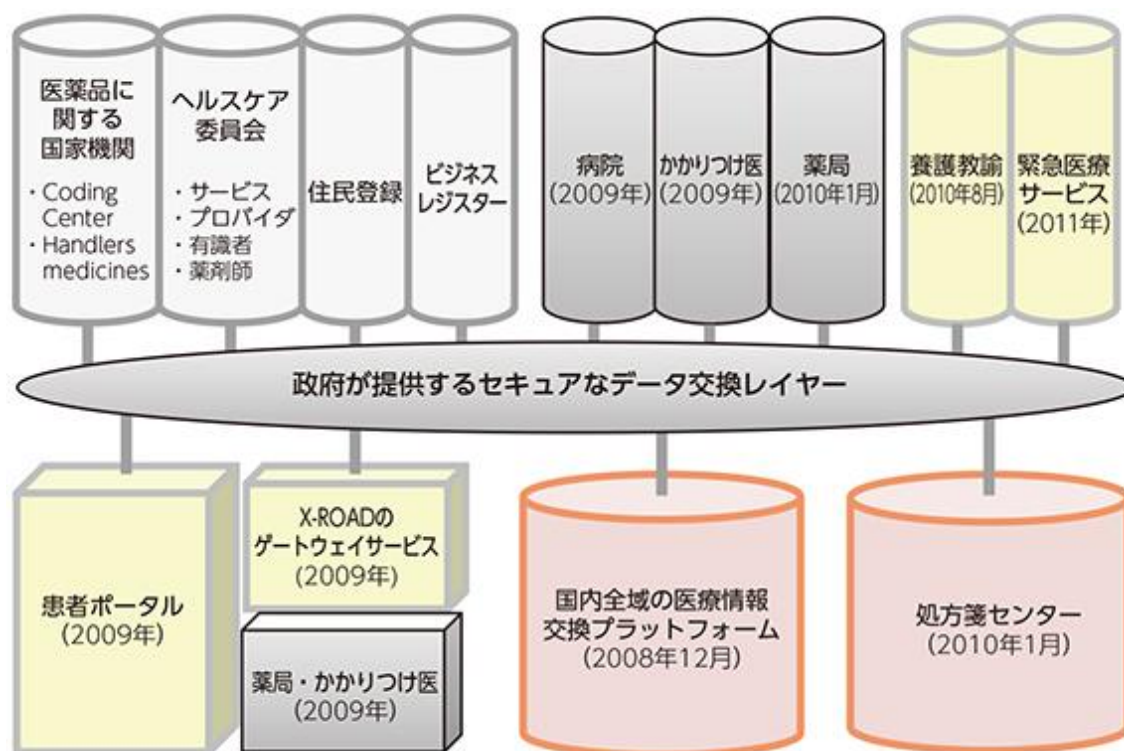 医薬品に
関する
国家機関
・Coding
Center
・Handlers
medicines
ヘルスケア
委員会
・サービス
・プロバイダ
・有識者
・薬剤師
住民登録
ビジネス
レジスター
病院
(2009年)
かかりつけ医
(2009年)
薬局
(2010年1月)
養護教諭
(2010年8月)
緊急医療
サービス
(2011年)
政府が提供するセキュアなデータ交換レイヤー
患者ポータル
(2009年)
X-ROADの
ゲートウェイサービス
(2009年)
薬局・かかりつけ医
(2009年)
国内全域の医療情報
交換プラットフォーム
(2008年12月)
処方箋センター
(2010年1月)